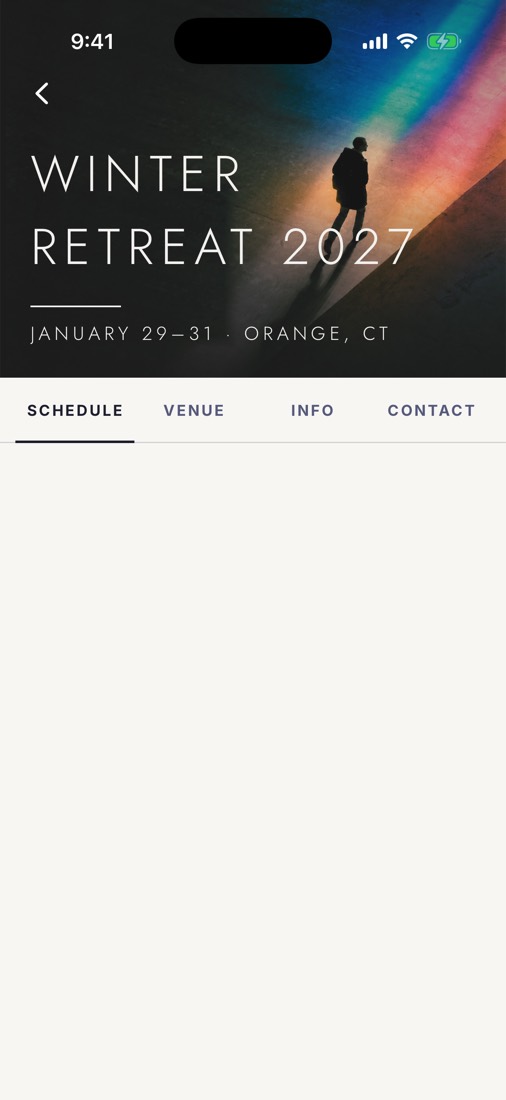 9:41
WINTER
RETREAT 2027
JANUARY 29–31 · ORANGE, CT
SCHEDULE VENUE INFO CONTACT